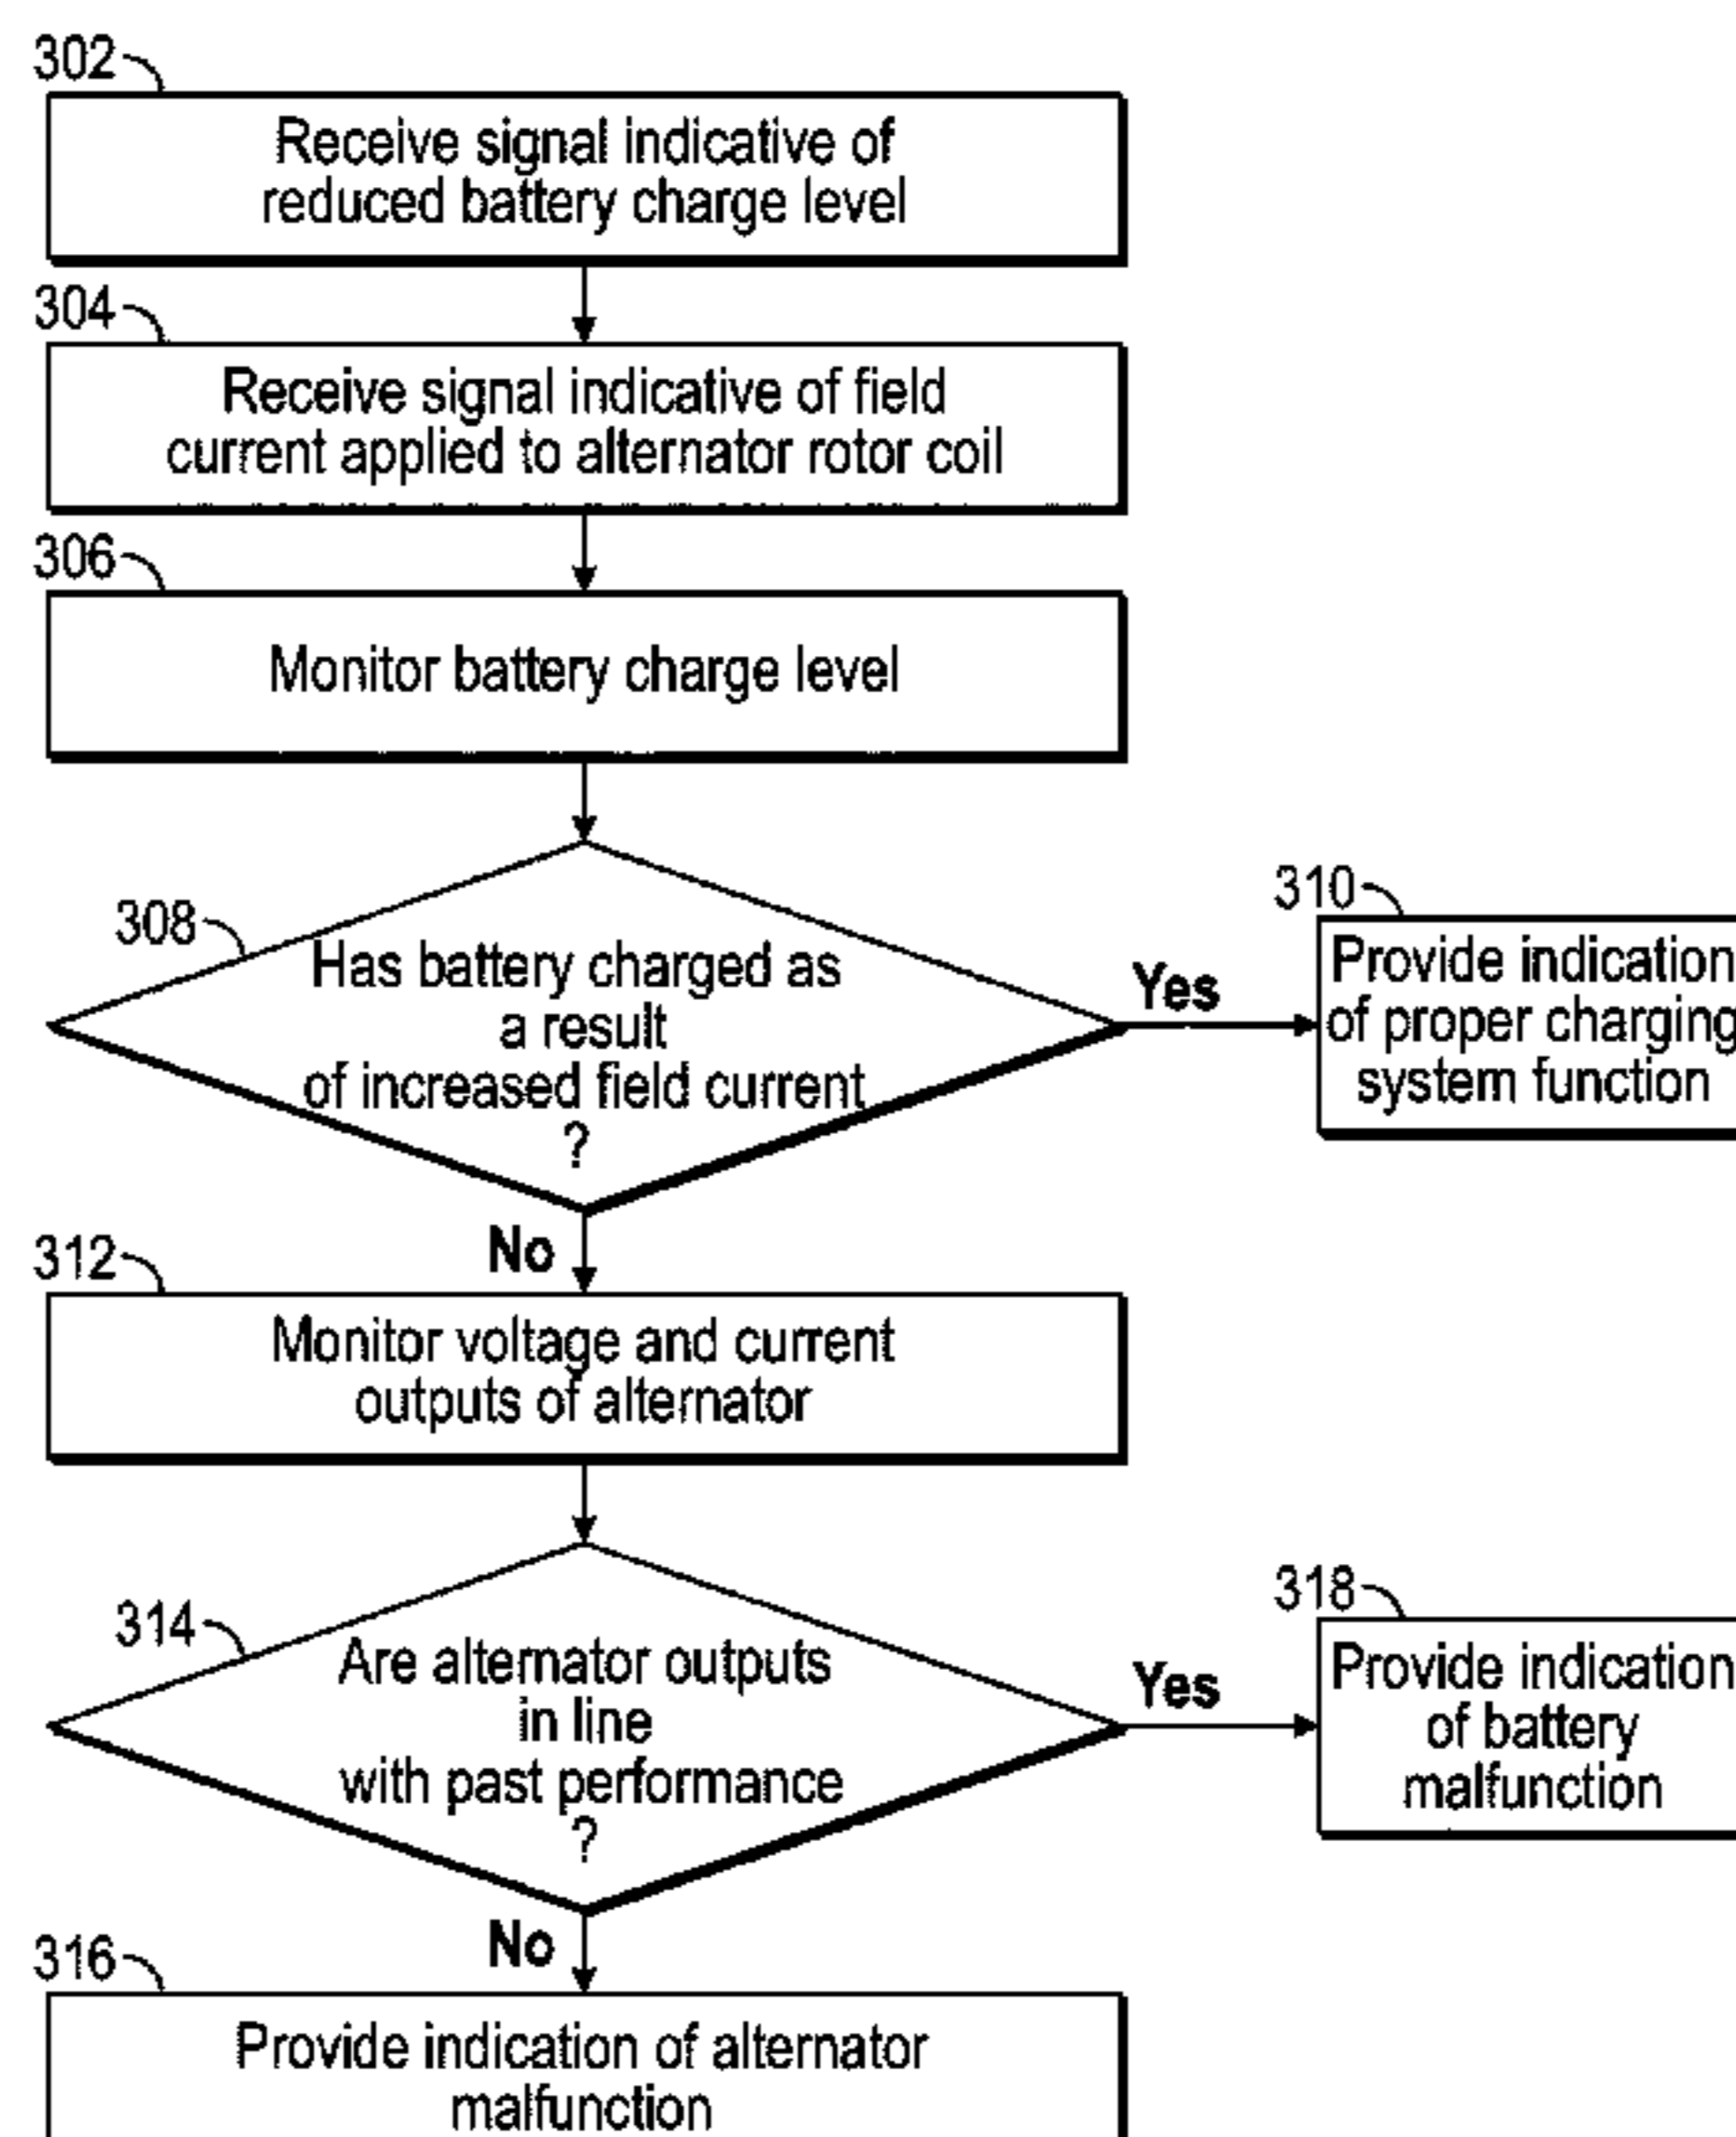 302
Receive signal indicative of
reduced battery charge level
304
Receive signal indicative of field
current applied to alternator rotor coil
306
Monitor battery charge level
308
Has battery charged as
a result
of increased field current
?
Yes
310
Provide indication
of proper charging
system function
No
312
Monitor voltage and current
outputs of alternator
314
Are alternator outputs
in line
with past performance
?
Yes
318
Provide indication
of battery
malfunction
No
316
Provide indication of alternator
malfunction